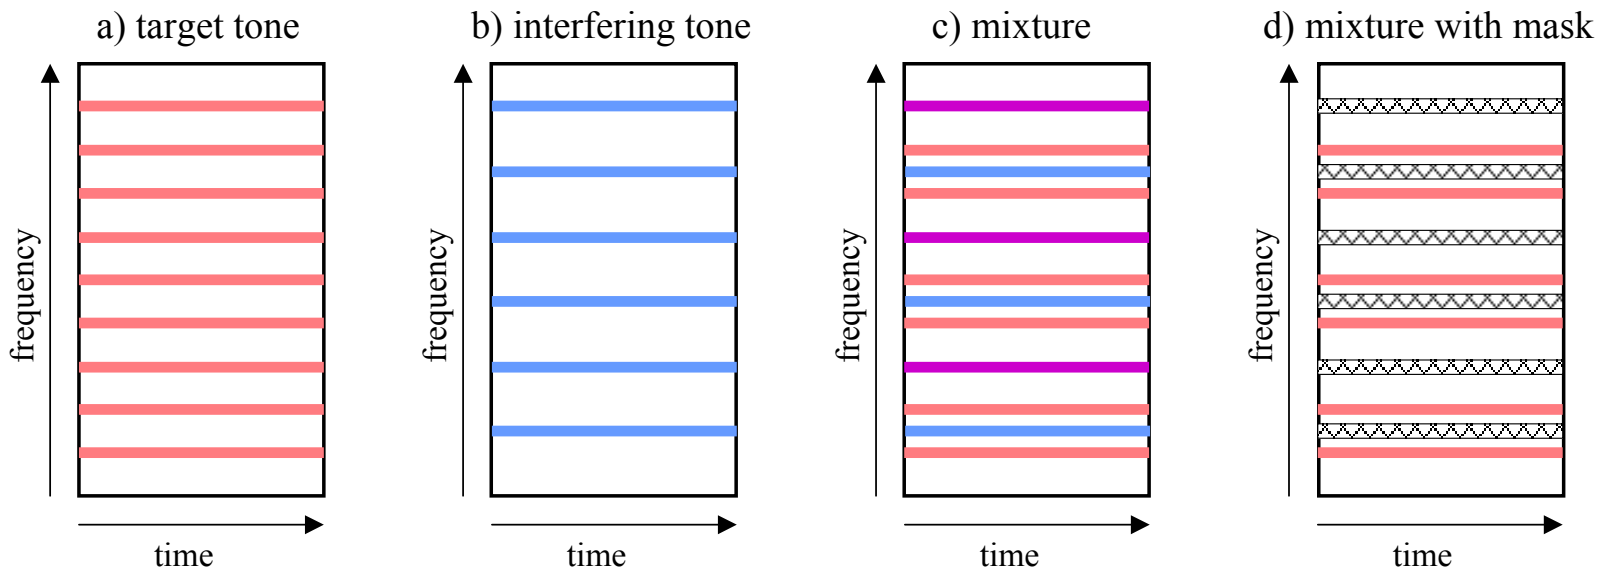 a) target tone
b) interfering tone
c) mixture
d) mixture with mask
frequency
frequency
frequency
frequency
time
time
time
time